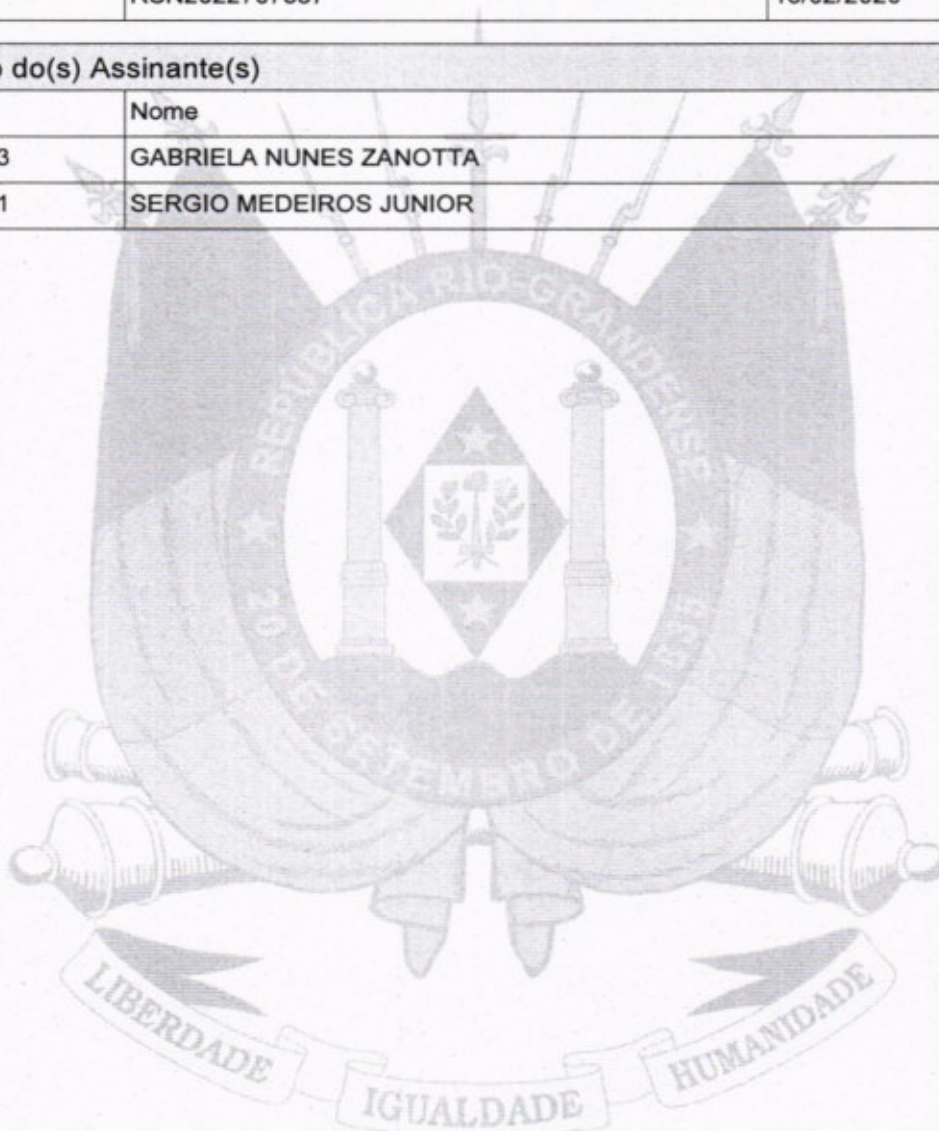 do(s) Assinante(s)
Nome
3 GABRIELA NUNES ZANOTTA
1 SERGIO MEDEIROS JUNIOR
REPUBLICA RIO-GRANDENSE
20 DE SETEMBRO DE 1835
LIBERDADE
IGUALDADE
HUMANIDADE